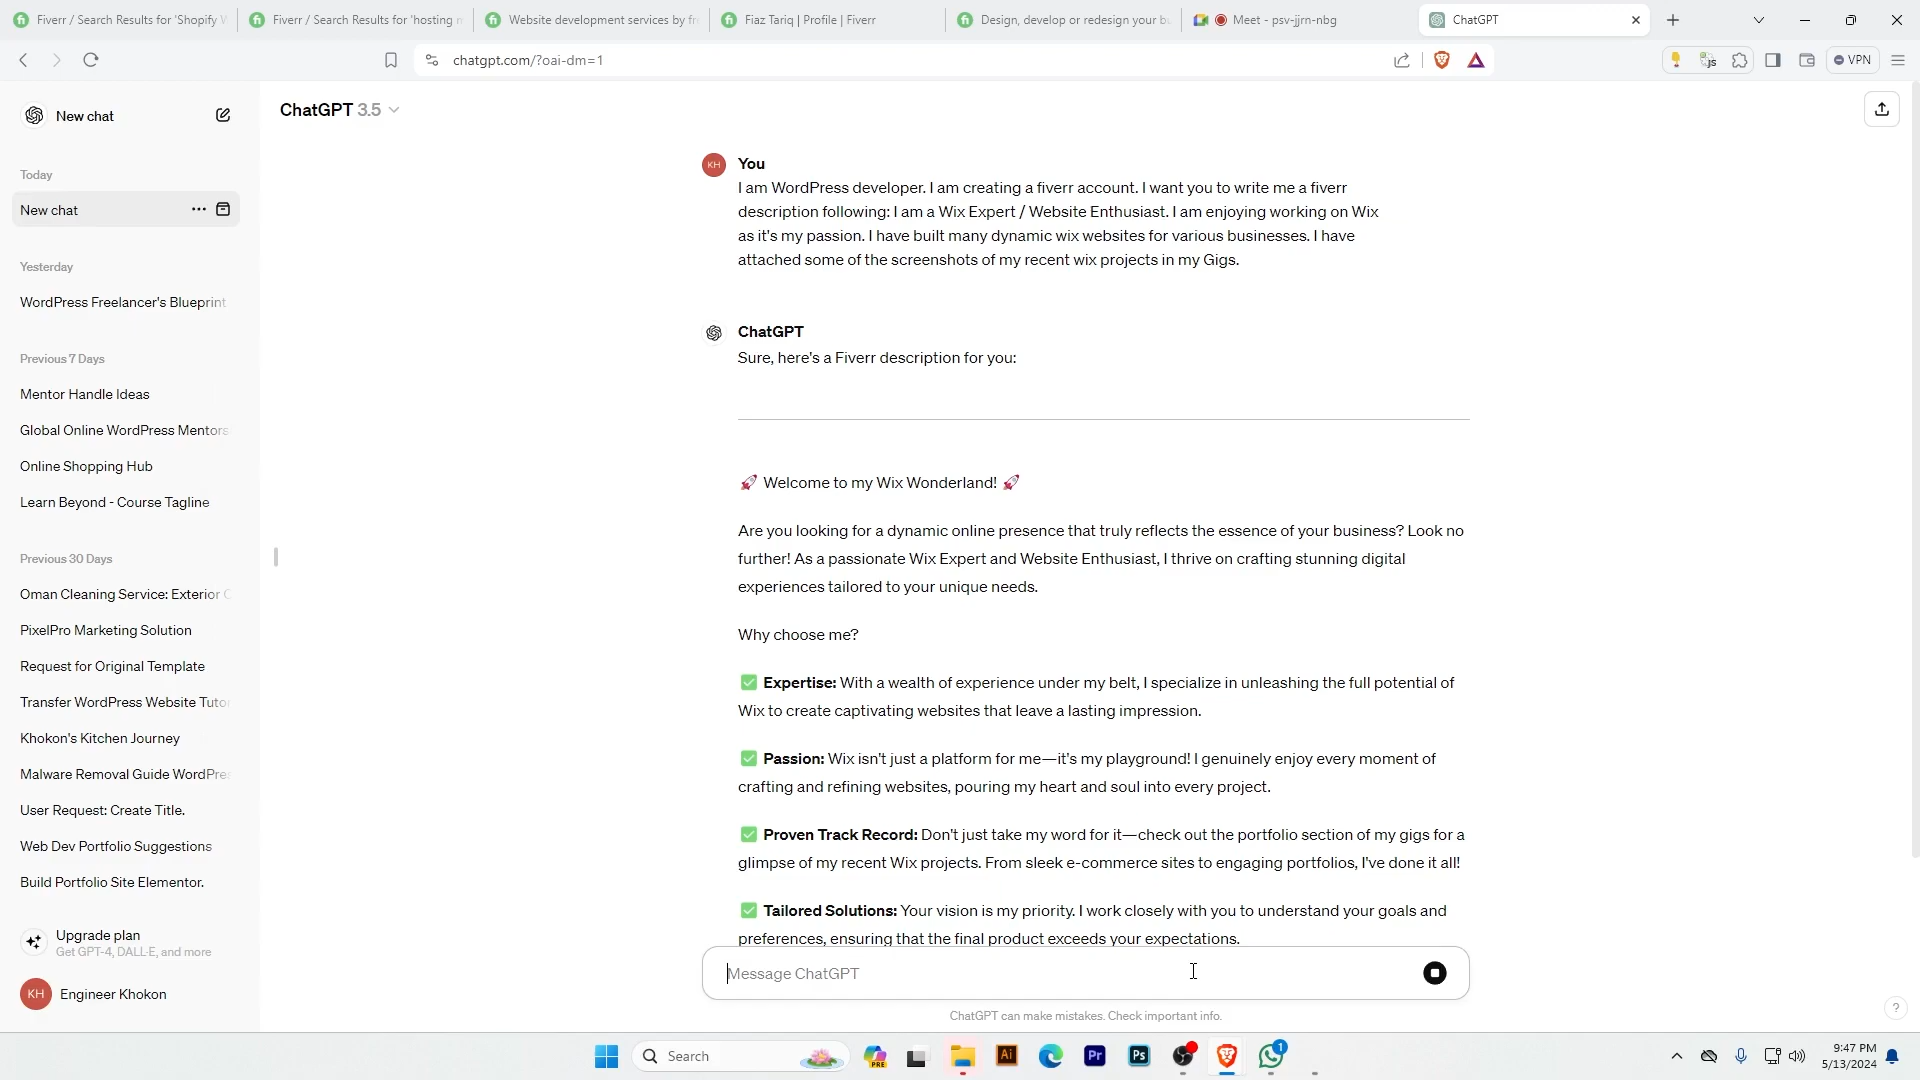 Fiverr / Search Results for 'Shopify W
Fiverr / Search Results for 'hosting m
Website development services by fr
Fiaz Tariq | Profile | Fiverr
Design, develop or redesign your bu
Meet - psv-jjrn-nbg
ChatGPT
chatgpt.com/?oai-dm=1
VPN
New chat
ChatGPT 3.5
Today
New chat
Yesterday
WordPress Freelancer's Blueprint
Previous 7 Days
Mentor Handle Ideas
Global Online WordPress Mentors
Online Shopping Hub
Learn Beyond - Course Tagline
Previous 30 Days
Oman Cleaning Service: Exterior C
PixelPro Marketing Solution
Request for Original Template
Transfer WordPress Website Tutor
Khokon's Kitchen Journey
Malware Removal Guide WordPres
User Request: Create Title.
Web Dev Portfolio Suggestions
Build Portfolio Site Elementor.
Upgrade plan
Get GPT-4, DALL·E, and more
KH Engineer Khokon
KH You
I am WordPress developer. I am creating a fiverr account. I want you to write me a fiverr
description following: I am a Wix Expert / Website Enthusiast. I am enjoying working on Wix
as it's my passion. I have built many dynamic wix websites for various businesses. I have
attached some of the screenshots of my recent wix projects in my Gigs.
ChatGPT
Sure, here's a Fiverr description for you:
🚀 Welcome to my Wix Wonderland! 🚀
Are you looking for a dynamic online presence that truly reflects the essence of your business? Look no
further! As a passionate Wix Expert and Website Enthusiast, I thrive on crafting stunning digital
experiences tailored to your unique needs.
Why choose me?
✅ Expertise: With a wealth of experience under my belt, I specialize in unleashing the full potential of
Wix to create captivating websites that leave a lasting impression.
✅ Passion: Wix isn't just a platform for me—it's my playground! I genuinely enjoy every moment of
crafting and refining websites, pouring my heart and soul into every project.
✅ Proven Track Record: Don't just take my word for it—check out the portfolio section of my gigs for a
glimpse of my recent Wix projects. From sleek e-commerce sites to engaging portfolios, I've done it all!
✅ Tailored Solutions: Your vision is my priority. I work closely with you to understand your goals and
preferences, ensuring that the final product exceeds your expectations.
Message ChatGPT
ChatGPT can make mistakes. Check important info.
?
Search
PRE
Ai
Pr
Ps
1
9:47 PM
5/13/2024